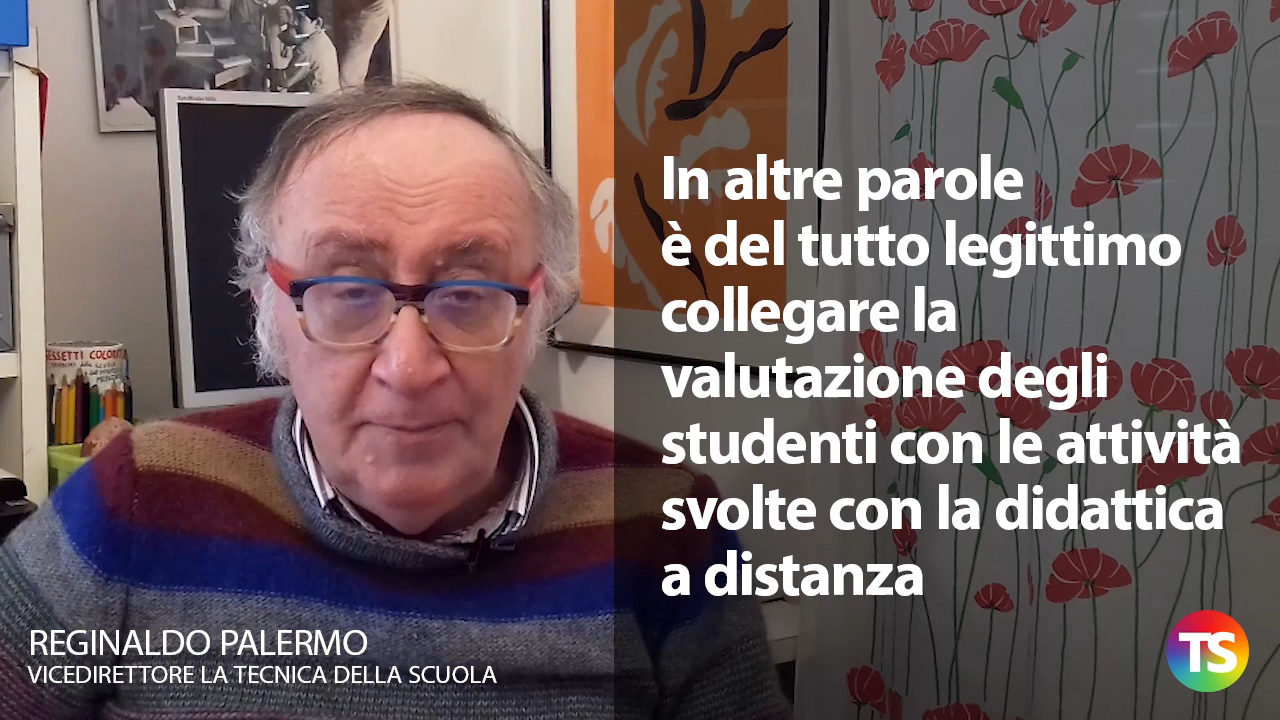 In altre parole
è del tutto legittimo
collegare la
valutazione degli
studenti con le attività
svolte con la didattica
a distanza
REGINALDO PALERMO
VICEDIRETTORE LA TECNICA DELLA SCUOLA
TS